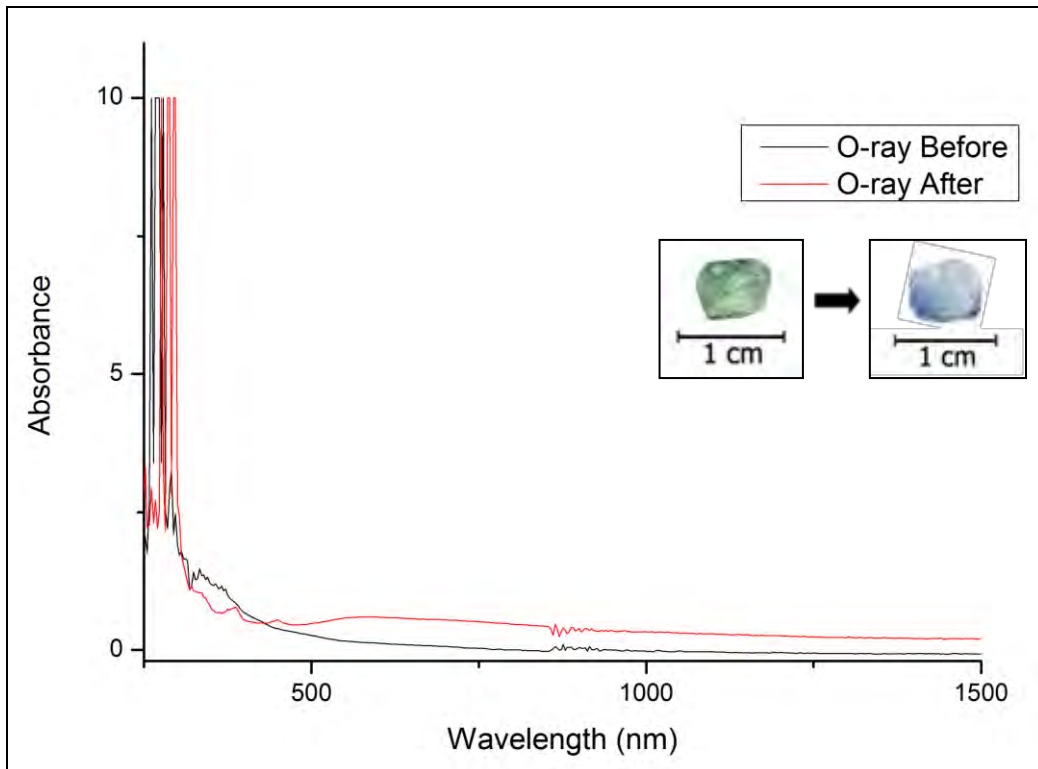 10
5
0
Absorbance
500
1000
1500
Wavelength (nm)
O-ray Before
O-ray After
1 cm
1 cm